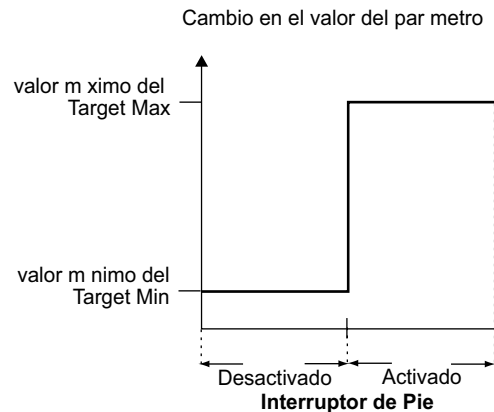 Cambio en el valor del par metro
valor m ximo del
Target Max
valor m nimo del
Target Min
Desactivado
Activado
Interruptor de Pie